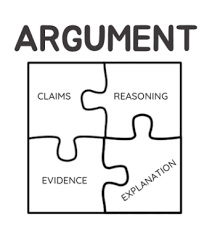 ARGUMENT
CLAIMS
REASONING
EVIDENCE
EXPLANATION